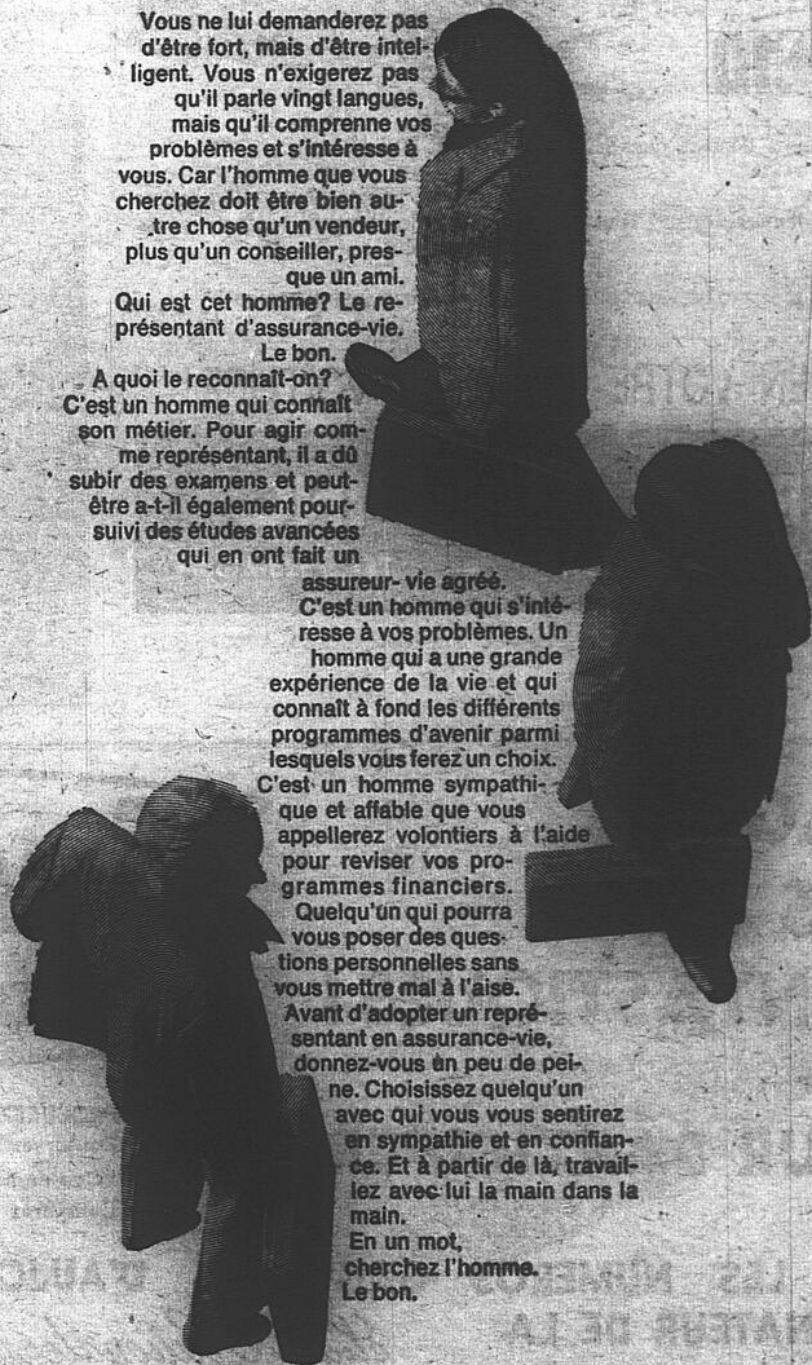 Vous ne lui demanderez pas
d'être fort, mais d'être intel-
ligent. Vous n'exigerez pas
qu'il parle vingt langues,
mais qu'il comprenne vos
problèmes et s'intéresse à
vous. Car l'homme que vous
cherchez doit être bien au-
tre chose qu'un vendeur,
plus qu'un conseiller, pres-
que un ami.
Qui est cet homme? Le re-
présentant d'assurance-vie.
Le bon.
A quoi le reconnaît-on?
C'est un homme qui connaît
son métier. Pour agir com-
me représentant, il a dû
subir des examens et peut-
être a-t-il également pour-
suivi des études avancées
qui en ont fait un
assureur- vie agréé.
C'est un homme qui s'inté-
resse à vos problèmes. Un
homme qui a une grande
expérience de la vie et qui
connaît à fond les différents
programmes d'avenir parmi
lesquels vous ferez un choix.
C'est un homme sympathi-
que et affable que vous
appellerez volontiers à l'aide
pour reviser vos pro-
grammes financiers.
Quelqu'un qui pourra
vous poser des ques-
tions personnelles sans
vous mettre mal à l'aise.
Avant d'adopter un repré-
sentant en assurance-vie,
donnez-vous un peu de pei-
ne. Choisissez quelqu'un
avec qui vous vous sentirez
en sympathie et en confian-
ce. Et à partir de là, travail-
lez avec lui la main dans la
main.
En un mot,
cherchez l'homme.
Le bon.